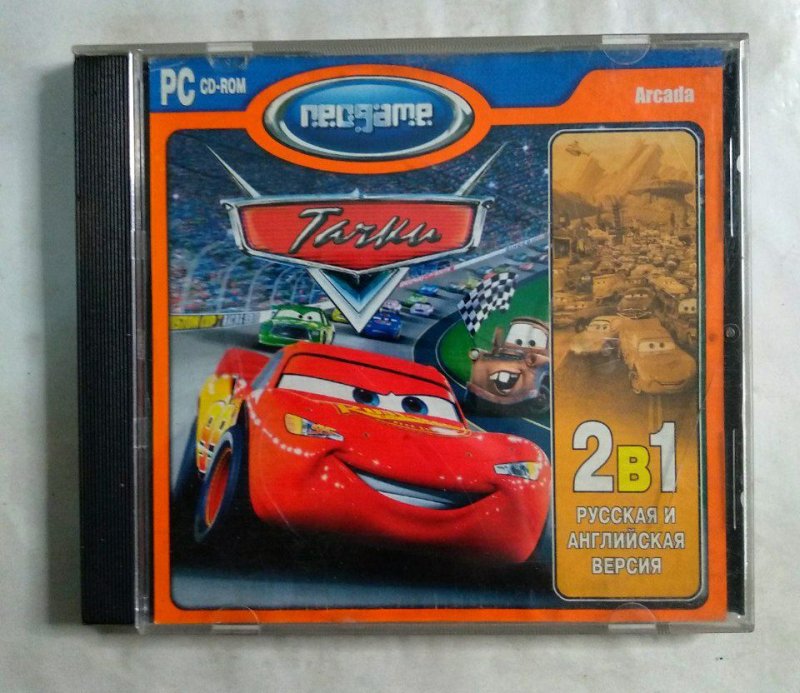 PC CD-ROM
neogame
Arcada
Тачки
2в1
РУССКАЯ И
АНГЛИЙСКАЯ
ВЕРСИЯ